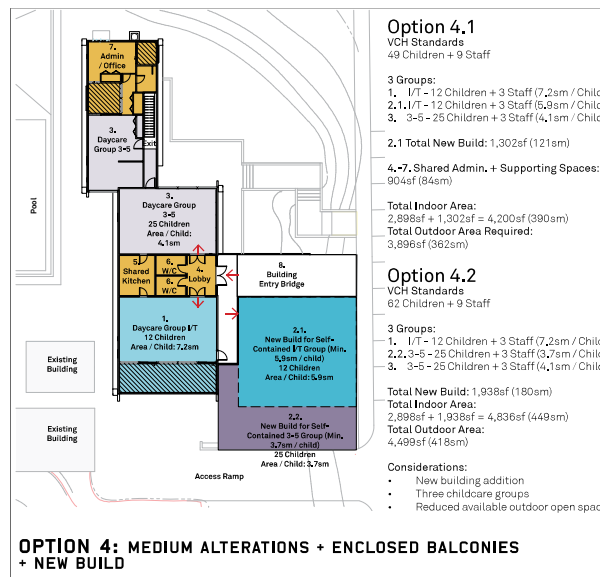 7.
Admin
/ Office
3.
Daycare
Group 3-5
Exit
Pool
3.
Daycare Group
3-5
25 Children
Area / Child:
4.1sm
5.
Shared
Kitchen
6.
W/C
6.
W/C
4.
Lobby
8.
Building
Entry Bridge
1.
Daycare Group I/T
12 Children
Area / Child: 7.2sm
2.1.
New Build for Self-
Contained I/T Group (Min.
5.9sm / child)
12 Children
Area / Child: 5.9sm
2.2.
New Build for Self-
Contained 3-5 Group (Min.
3.7sm / child)
25 Children
Area / Child: 3.7sm
Existing
Building
Existing
Building
Access Ramp
Option 4.1
VCH Standards
49 Children + 9 Staff
3 Groups:
1. I/T - 12 Children + 3 Staff (7.2sm / Child
2.1. I/T - 12 Children + 3 Staff (5.9sm / Child
3. 3-5 - 25 Children + 3 Staff (4.1sm / Child
2.1 Total New Build: 1,302sf (121sm)
4.-7. Shared Admin. + Supporting Spaces:
904sf (84sm)
Total Indoor Area:
2,898sf + 1,302sf = 4,200sf (390sm)
Total Outdoor Area Required:
3,896sf (362sm)
Option 4.2
VCH Standards
62 Children + 9 Staff
3 Groups:
1. I/T - 12 Children + 3 Staff (7.2sm / Child
2.2. 3-5 - 25 Children + 3 Staff (3.7sm / Child
3. 3-5 - 25 Children + 3 Staff (4.1sm / Child
Total New Build: 1,938sf (180sm)
Total Indoor Area:
2,898sf + 1,938sf = 4,836sf (449sm)
Total Outdoor Area:
4,499sf (418sm)
Considerations:
• New building addition
• Three childcare groups
• Reduced available outdoor open spac
OPTION 4: MEDIUM ALTERATIONS + ENCLOSED BALCONIES
+ NEW BUILD